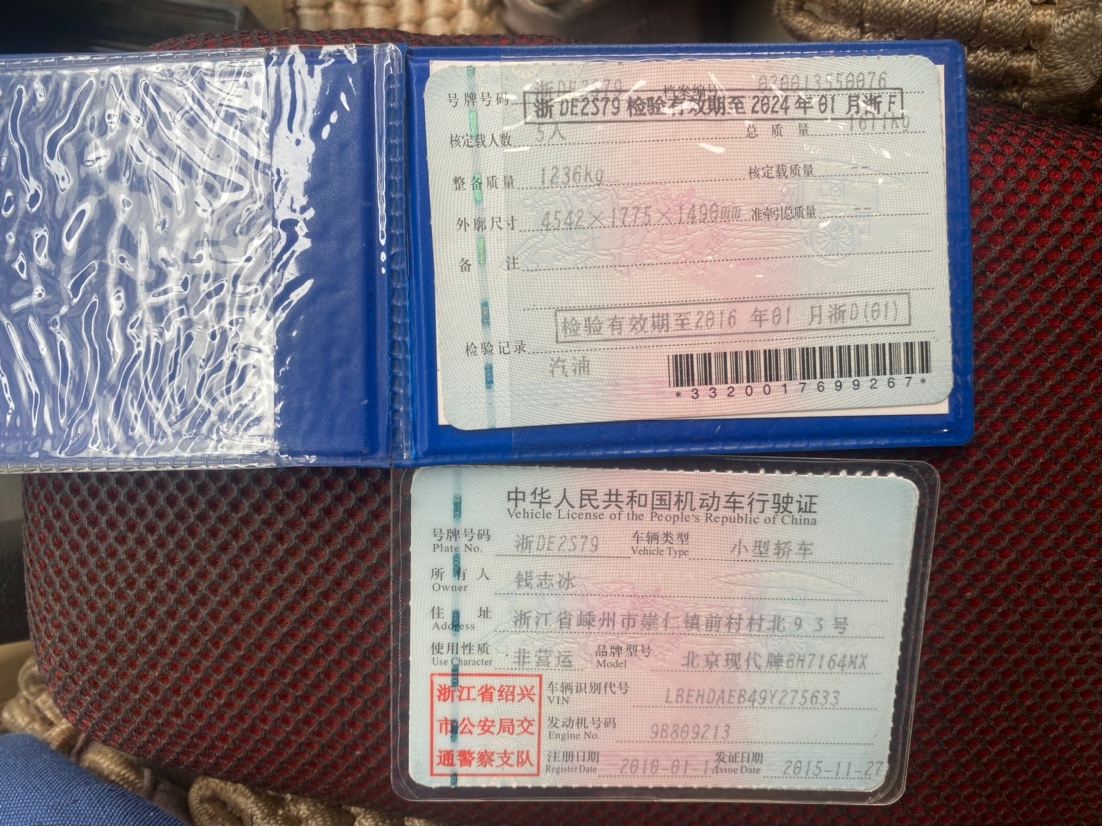 号牌号码 浙DE2S79 档案编号 020013550076
浙DE2S79 检验有效期至 2024 年 01 月浙F
核定载人数 5人 总 质 量 1611Kg
整备质量 1236Kg 核定载质量 --
外廓尺寸 4542×1775×1490mm 准牵引总质量 --
备 注
检验有效期至2016 年01 月浙D(01)
检验记录
汽油
*3320017699267*
中华人民共和国机动车行驶证
Vehicle License of the People's Republic of China
号牌号码 浙DE2S79 车辆类型 小型轿车
Plate No. Vehicle Type
所 有 人 钱志冰
Owner
住 址 浙江省嵊州市崇仁镇前村村北93号
Address
使用性质 非营运 品牌型号 北京现代牌BH7164MX
Use Character Model
浙江省绍兴
市公安局交
通警察支队
车辆识别代号 LBEHDAEB49Y275633
VIN
发动机号码 9B809213
Engine No.
注册日期 2010-01- 发证日期 2015-11-27
Register Date Issue Date